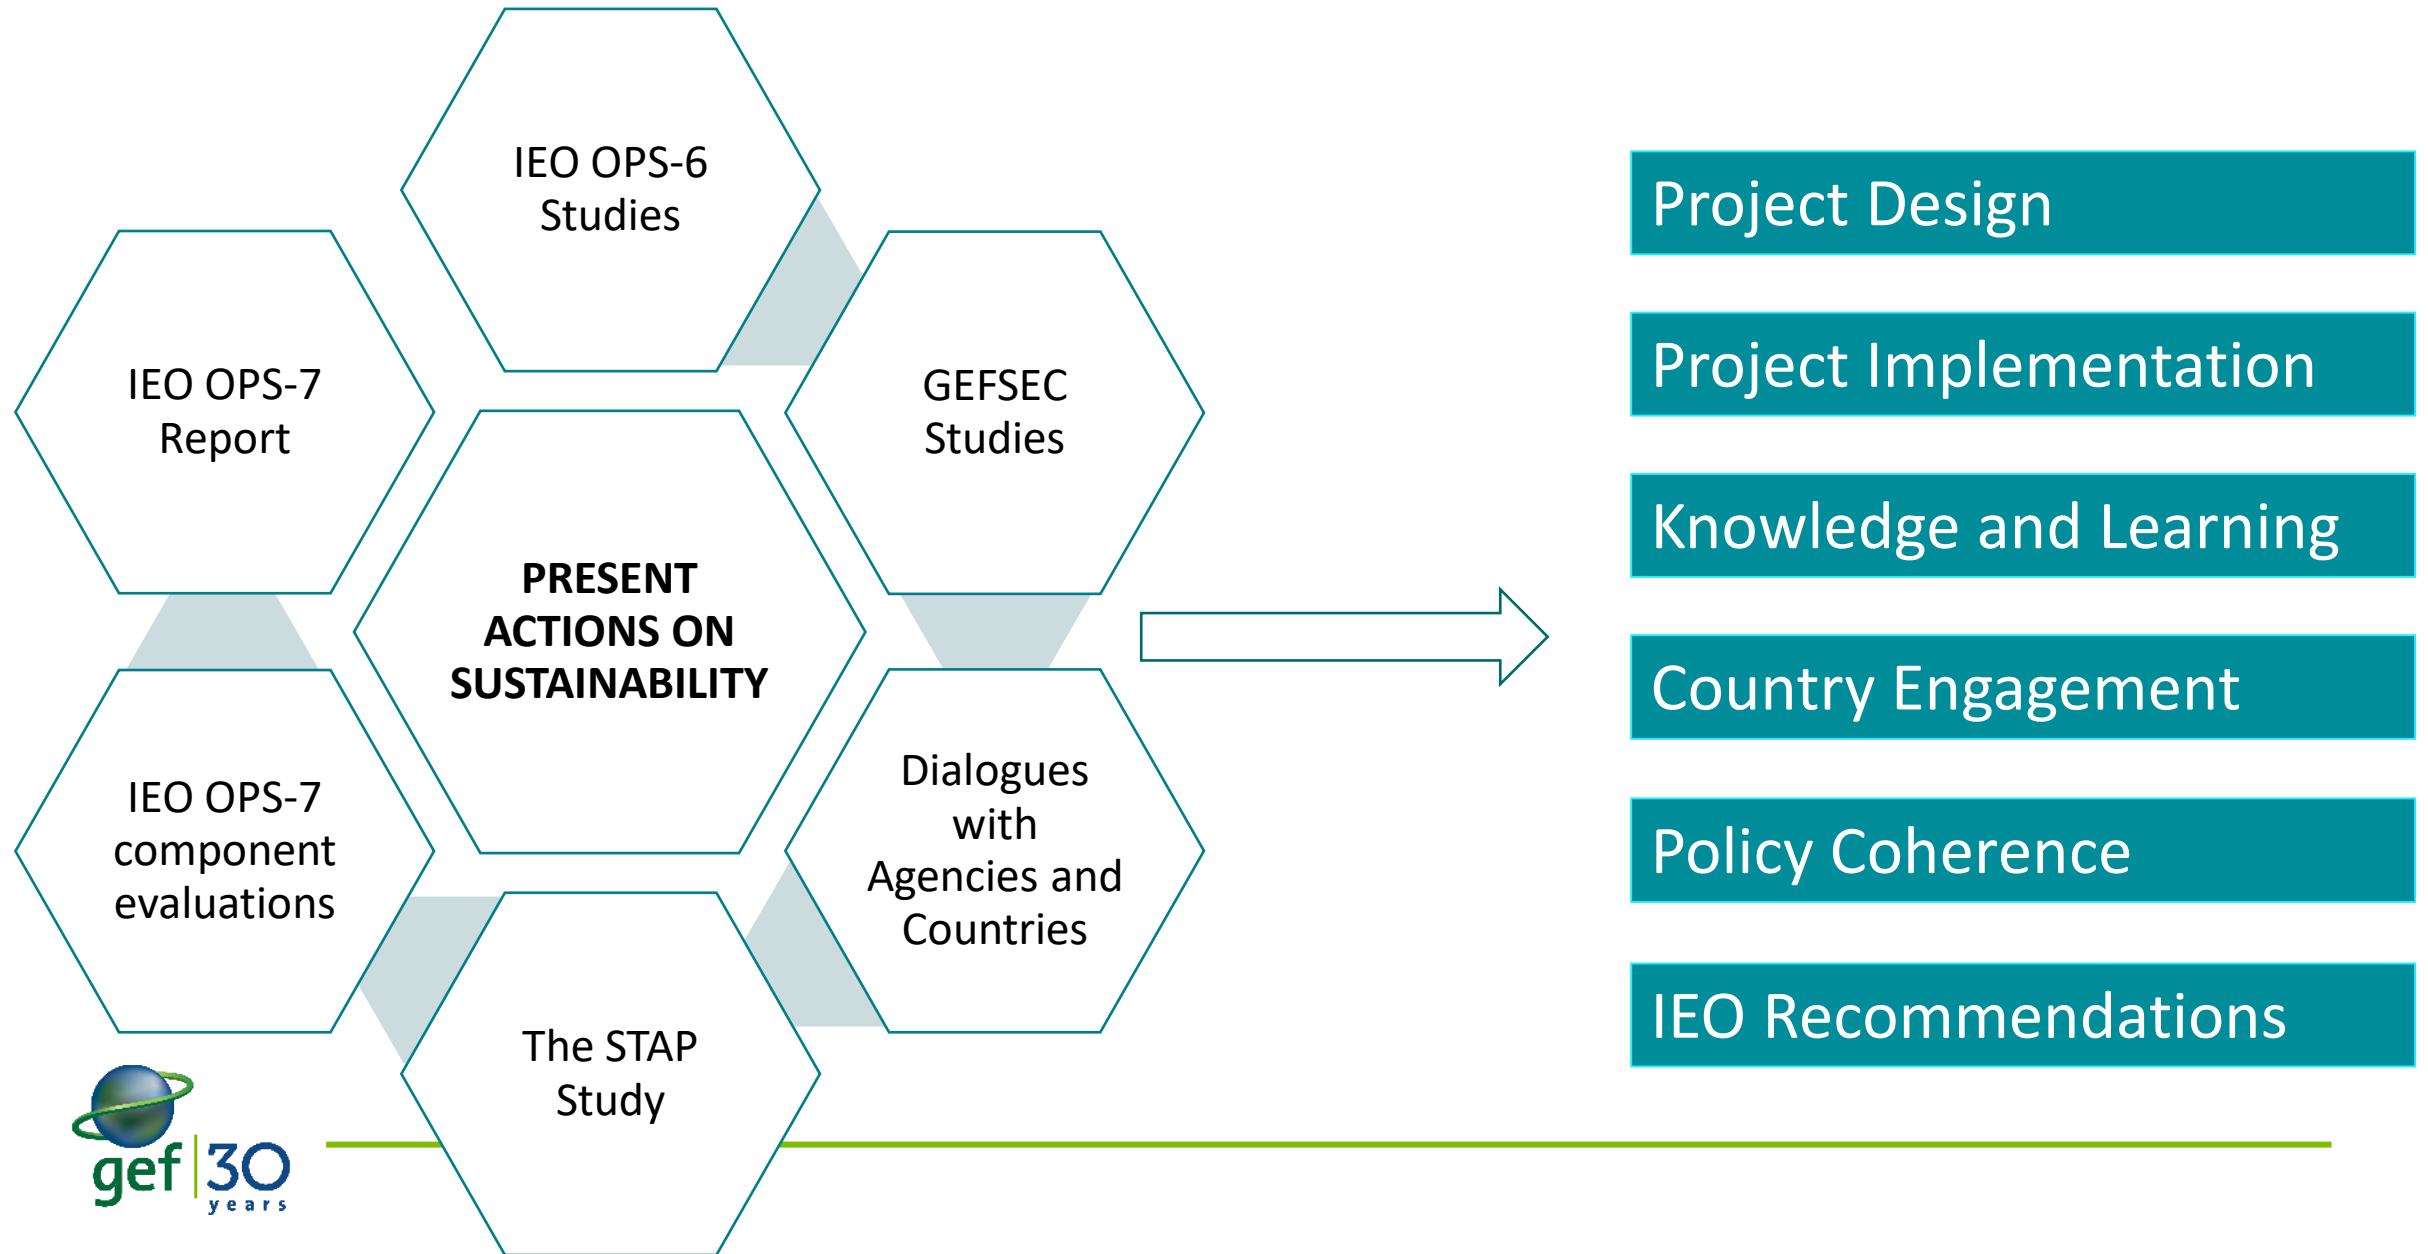 IEO OPS-6
Studies
GEFSEC
Studies
Dialogues
with
Agencies and
Countries
The STAP
Study
IEO OPS-7
component
evaluations
IEO OPS-7
Report
PRESENT
ACTIONS ON
SUSTAINABILITY
Project Design
Project Implementation
Knowledge and Learning
Country Engagement
Policy Coherence
IEO Recommendations
gef 30
years